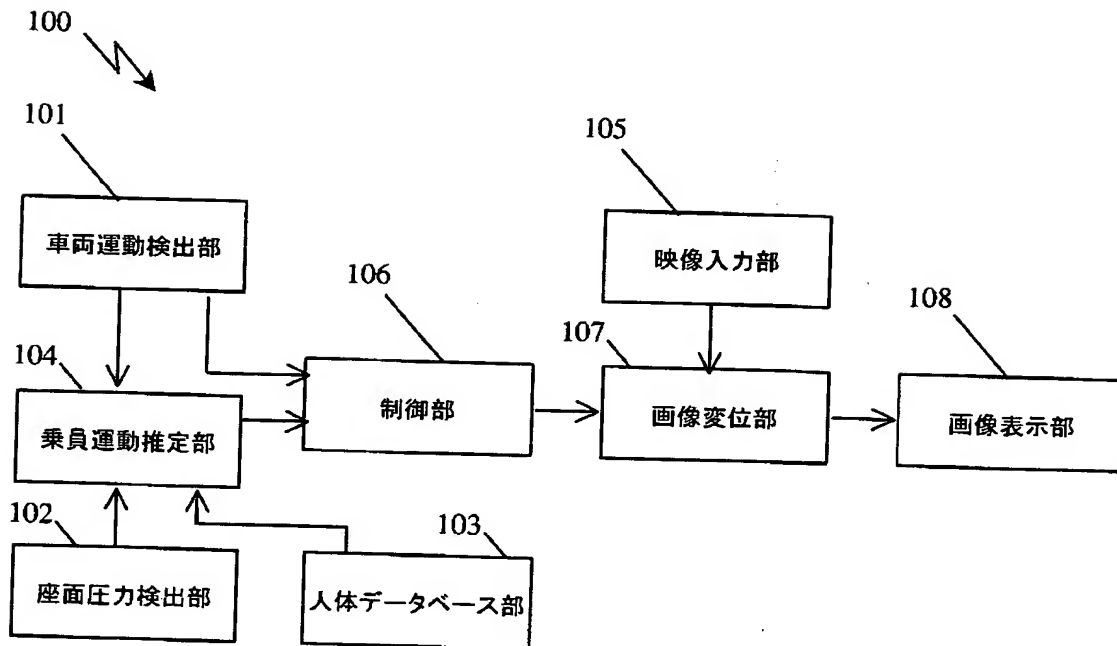 100
101
車両運動検出部
105
映像入力部
106
制御部
108
画像表示部
107
画像変位部
104
乗員運動推定部
102
座面圧力検出部
103
人体データベース部